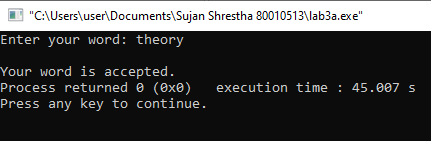 "C:\Users\user\Documents\Sujan Shrestha 80010513\lab3a.exe"
Enter your word: theory
Your word is accepted.
Process returned 0 (0x0)   execution time : 45.007 s
Press any key to continue.